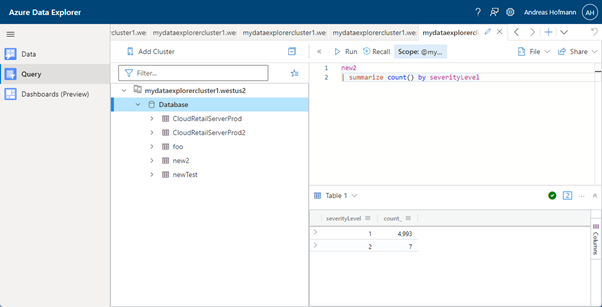 Azure Data Explorer
?
Andreas Hofmann
AH
Data
Query
Dashboards (Preview)
cluster1.we
mydataexplorercluster1.we
mydataexplorercluster1.we
mydataexplorercluster1.we
mydataexplorercl
Add Cluster
Run
Recall
Scope: @my...
File
Share
Filter...
mydataexplorercluster1.westus2
Database
CloudRetailServerProd
CloudRetailServerProd2
foo
new2
newTest
1 new2
2 | summarize count() by severityLevel
Table 1
2
...
severityLevel count_
1 4,993
2 7
Columns